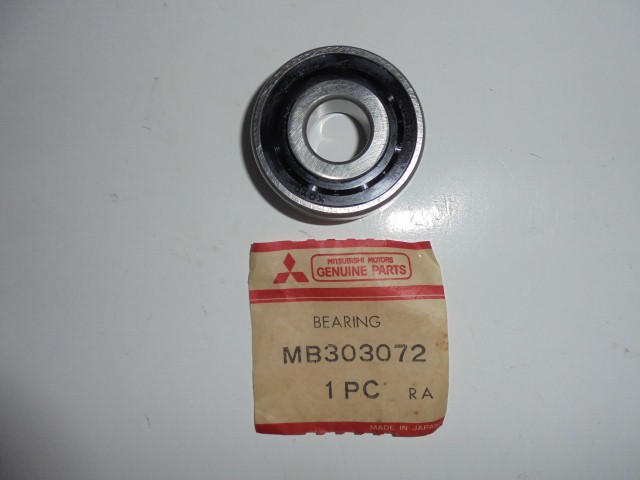 MITSUBISHI MOTORS
GENUINE PARTS
BEARING
MB303072
1 PC RA
MADE IN JAPAN